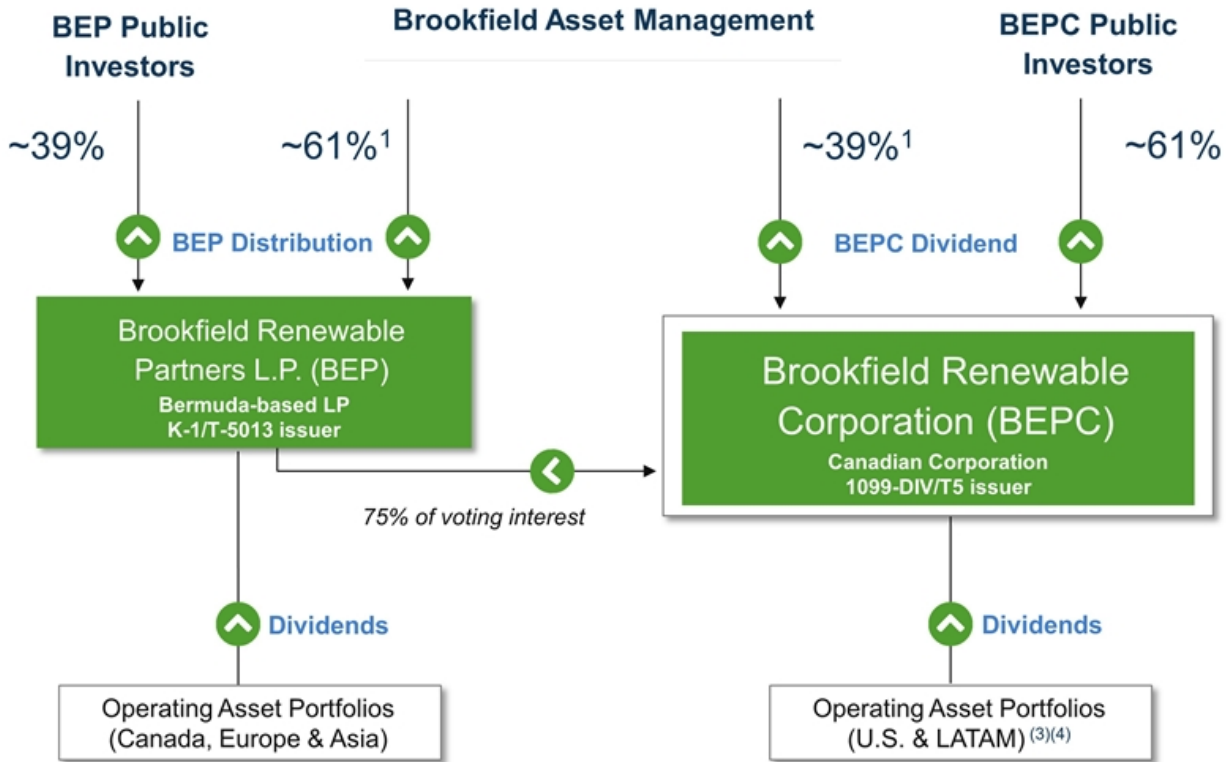 BEP Public
Investors
Brookfield Asset Management
BEPC Public
Investors
~39%
~61%¹
~39%¹
~61%
BEP Distribution
BEPC Dividend
Brookfield Renewable
Partners L.P. (BEP)
Bermuda-based LP
K-1/T-5013 issuer
Brookfield Renewable
Corporation (BEPC)
Canadian Corporation
1099-DIV/T5 issuer
75% of voting interest
Dividends
Dividends
Operating Asset Portfolios
(Canada, Europe & Asia)
Operating Asset Portfolios
(U.S. & LATAM) (3)(4)